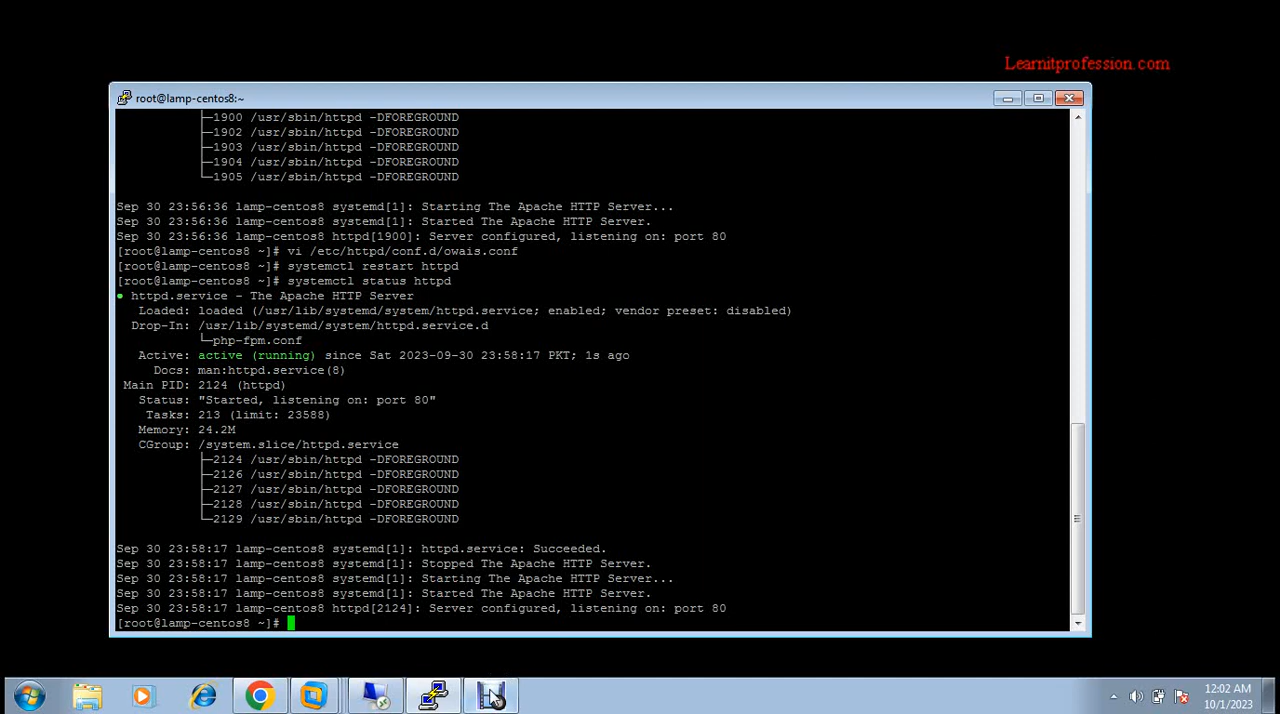 Learnitprofession.com
root@lamp-centos8:~
├─1900 /usr/sbin/httpd -DFOREGROUND
├─1902 /usr/sbin/httpd -DFOREGROUND
├─1903 /usr/sbin/httpd -DFOREGROUND
├─1904 /usr/sbin/httpd -DFOREGROUND
└─1905 /usr/sbin/httpd -DFOREGROUND
Sep 30 23:56:36 lamp-centos8 systemd[1]: Starting The Apache HTTP Server...
Sep 30 23:56:36 lamp-centos8 systemd[1]: Started The Apache HTTP Server.
Sep 30 23:56:36 lamp-centos8 httpd[1900]: Server configured, listening on: port 80
[root@lamp-centos8 ~]# vi /etc/httpd/conf.d/owais.conf
[root@lamp-centos8 ~]# systemctl restart httpd
[root@lamp-centos8 ~]# systemctl status httpd
● httpd.service - The Apache HTTP Server
Loaded: loaded (/usr/lib/systemd/system/httpd.service; enabled; vendor preset: disabled)
Drop-In: /usr/lib/systemd/system/httpd.service.d
└─php-fpm.conf
Active: active (running) since Sat 2023-09-30 23:58:17 PKT; 1s ago
Docs: man:httpd.service(8)
Main PID: 2124 (httpd)
Status: "Started, listening on: port 80"
Tasks: 213 (limit: 23588)
Memory: 24.2M
CGroup: /system.slice/httpd.service
├─2124 /usr/sbin/httpd -DFOREGROUND
├─2126 /usr/sbin/httpd -DFOREGROUND
├─2127 /usr/sbin/httpd -DFOREGROUND
├─2128 /usr/sbin/httpd -DFOREGROUND
└─2129 /usr/sbin/httpd -DFOREGROUND
Sep 30 23:58:17 lamp-centos8 systemd[1]: httpd.service: Succeeded.
Sep 30 23:58:17 lamp-centos8 systemd[1]: Stopped The Apache HTTP Server.
Sep 30 23:58:17 lamp-centos8 systemd[1]: Starting The Apache HTTP Server...
Sep 30 23:58:17 lamp-centos8 systemd[1]: Started The Apache HTTP Server.
Sep 30 23:58:17 lamp-centos8 httpd[2124]: Server configured, listening on: port 80
[root@lamp-centos8 ~]#
12:02 AM
10/1/2023